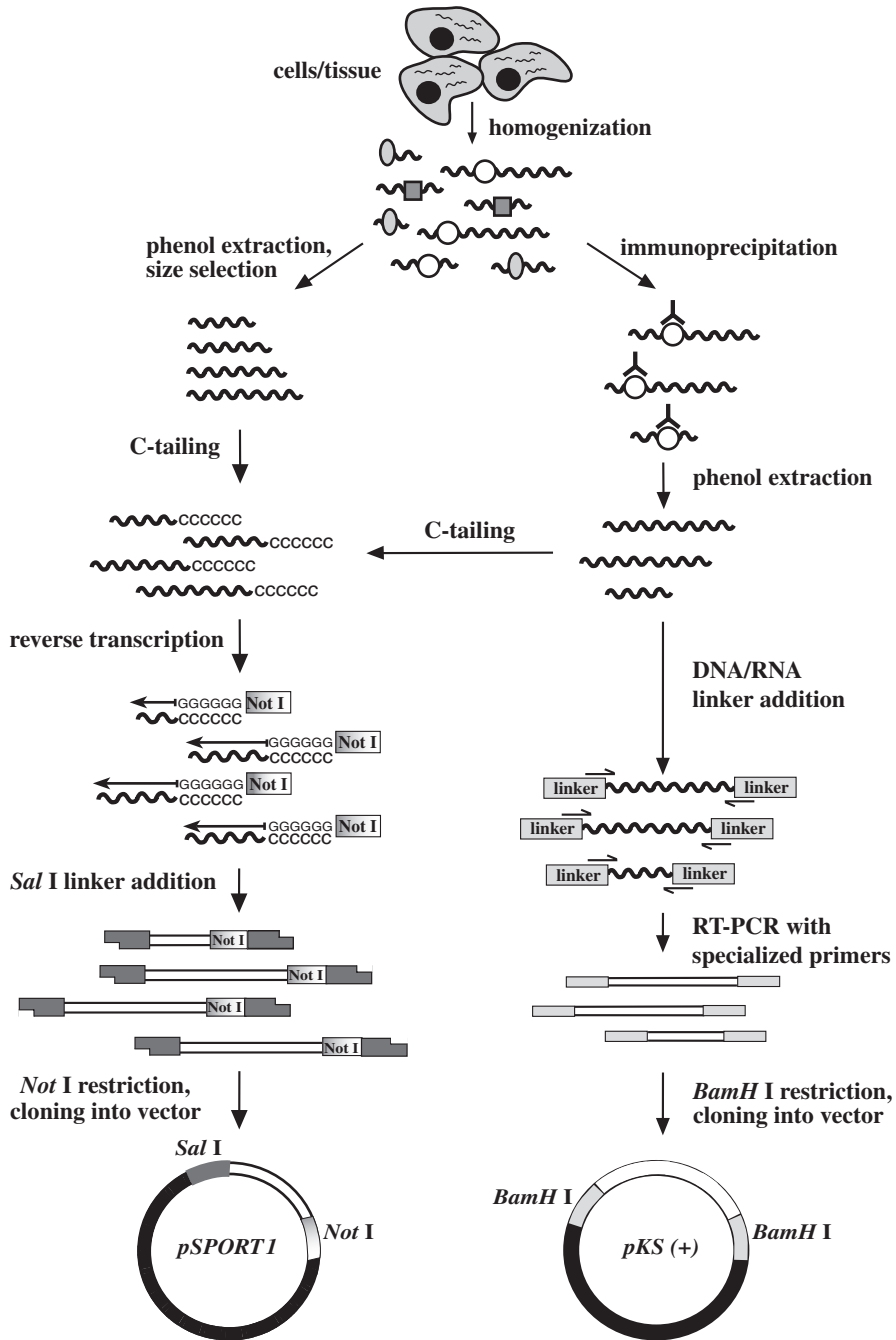 cells/tissue
homogenization
phenol extraction,
size selection
immunoprecipitation
C-tailing
phenol extraction
CCCCCC
CCCCCC
CCCCCC
CCCCCC
C-tailing
reverse transcription
DNA/RNA
linker addition
GGGGGG Not I
CCCCCC
GGGGGG Not I
CCCCCC
GGGGGG Not I
CCCCCC
GGGGGG Not I
CCCCCC
linker linker
linker linker
linker linker
Sal I linker addition
RT-PCR with
specialized primers
Not I
Not I
Not I
Not I
Not I restriction,
cloning into vector
BamH I restriction,
cloning into vector
Sal I
Not I
pSPORT1
BamH I
BamH I
pKS (+)